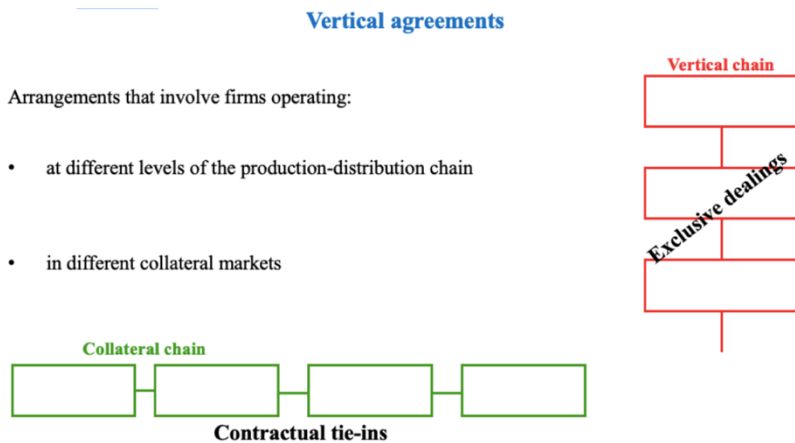 Vertical agreements
Vertical chain
Arrangements that involve firms operating:
• at different levels of the production-distribution chain
Exclusive dealings
• in different collateral markets
Collateral chain
Contractual tie-ins